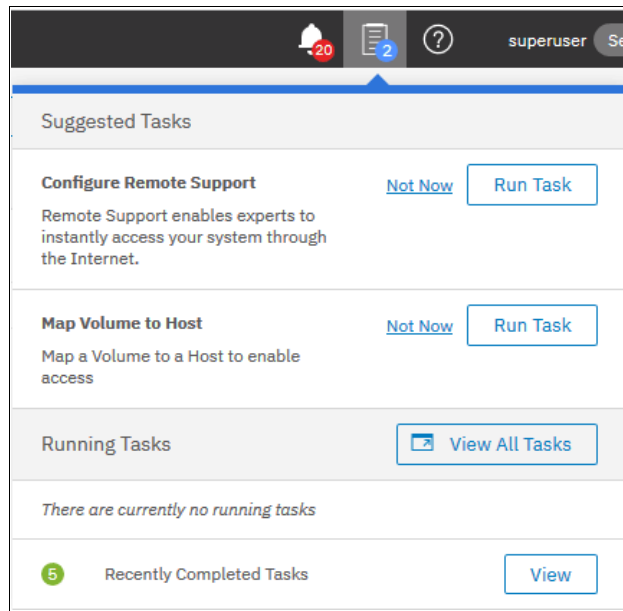 20
2
?
superuser Se
Suggested Tasks
Configure Remote Support
Not Now
Run Task
Remote Support enables experts to
instantly access your system through
the Internet.
Map Volume to Host
Not Now
Run Task
Map a Volume to a Host to enable
access
Running Tasks
View All Tasks
There are currently no running tasks
5 Recently Completed Tasks
View